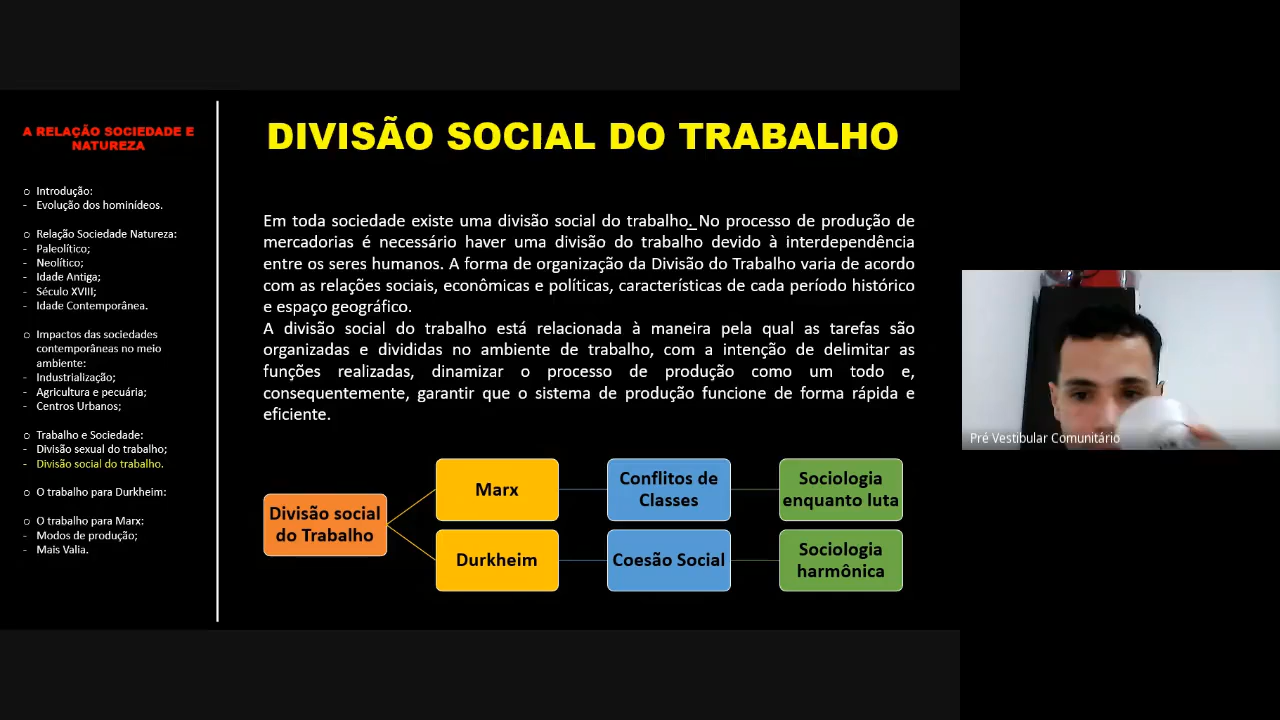 A RELAÇÃO SOCIEDADE E
NATUREZA
o Introdução:
- Evolução dos hominídeos.
o Relação Sociedade Natureza:
- Paleolítico;
- Neolítico;
- Idade Antiga;
- Século XVIII;
- Idade Contemporânea.
o Impactos das sociedades
contemporâneas no meio
ambiente:
- Industrialização;
- Agricultura e pecuária;
- Centros Urbanos;
o Trabalho e Sociedade:
- Divisão sexual do trabalho;
- Divisão social do trabalho.
o O trabalho para Durkheim:
o O trabalho para Marx:
- Modos de produção;
- Mais Valia.
DIVISÃO SOCIAL DO TRABALHO
Em toda sociedade existe uma divisão social do trabalho. No processo de produção de
mercadorias é necessário haver uma divisão do trabalho devido à interdependência
entre os seres humanos. A forma de organização da Divisão do Trabalho varia de acordo
com as relações sociais, econômicas e políticas, características de cada período histórico
e espaço geográfico.
A divisão social do trabalho está relacionada à maneira pela qual as tarefas são
organizadas e divididas no ambiente de trabalho, com a intenção de delimitar as
funções realizadas, dinamizar o processo de produção como um todo e,
consequentemente, garantir que o sistema de produção funcione de forma rápida e
eficiente.
Divisão social
do Trabalho
Marx
Conflitos de
Classes
Sociologia
enquanto luta
Durkheim
Coesão Social
Sociologia
harmônica
Pré Vestibular Comunitário